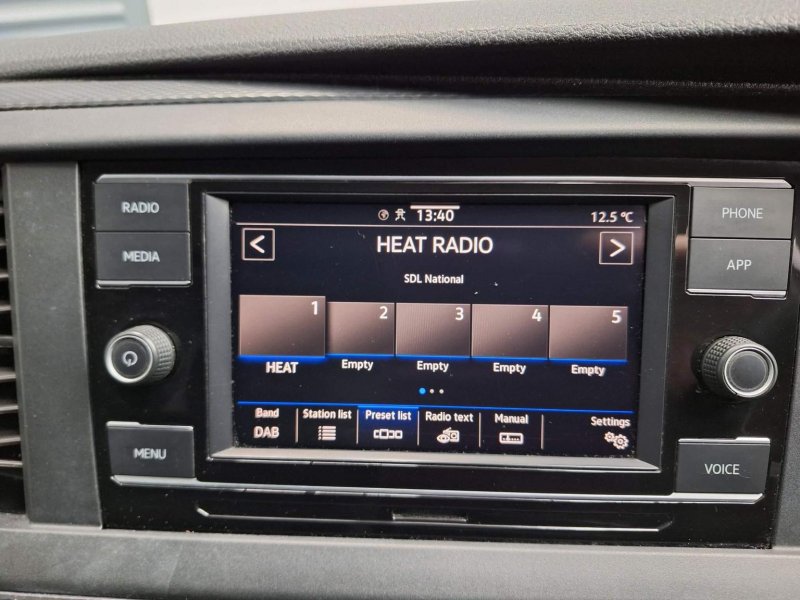 RADIO
MEDIA
MENU
PHONE
APP
VOICE
13:40
12.5 °C
<
HEAT RADIO
>
SDL National
1 2 3 4 5
HEAT Empty Empty Empty Empty
Band Station list Preset list Radio text Manual Settings
DAB